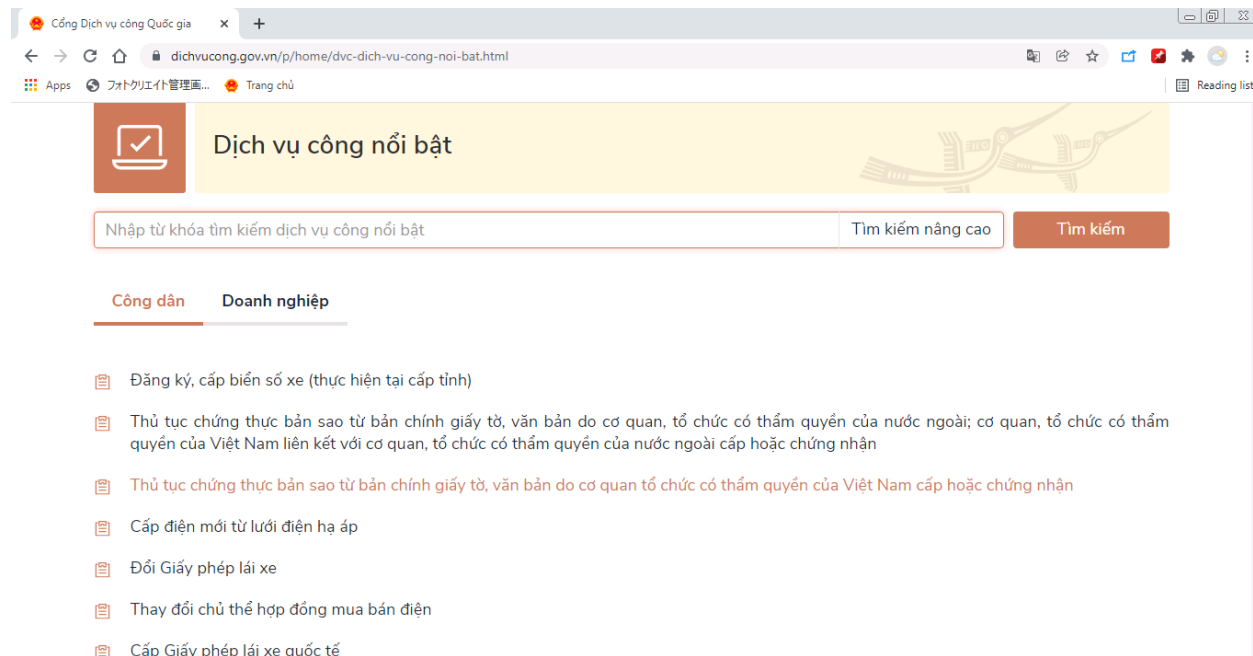 Cổng Dịch vụ công Quốc gia
dichvucong.gov.vn/p/home/dvc-dich-vu-cong-noi-bat.html
Apps フォトクリエイト管理画... Trang chủ Reading list
Dịch vụ công nổi bật
Nhập từ khóa tìm kiếm dịch vụ công nổi bật Tìm kiếm nâng cao Tìm kiếm
Công dân Doanh nghiệp
Đăng ký, cấp biển số xe (thực hiện tại cấp tỉnh)
Thủ tục chứng thực bản sao từ bản chính giấy tờ, văn bản do cơ quan, tổ chức có thẩm quyền của nước ngoài; cơ quan, tổ chức có thẩm
quyền của Việt Nam liên kết với cơ quan, tổ chức có thẩm quyền của nước ngoài cấp hoặc chứng nhận
Thủ tục chứng thực bản sao từ bản chính giấy tờ, văn bản do cơ quan tổ chức có thẩm quyền của Việt Nam cấp hoặc chứng nhận
Cấp điện mới từ lưới điện hạ áp
Đổi Giấy phép lái xe
Thay đổi chủ thể hợp đồng mua bán điện
Cấp Giấy phép lái xe quốc tế